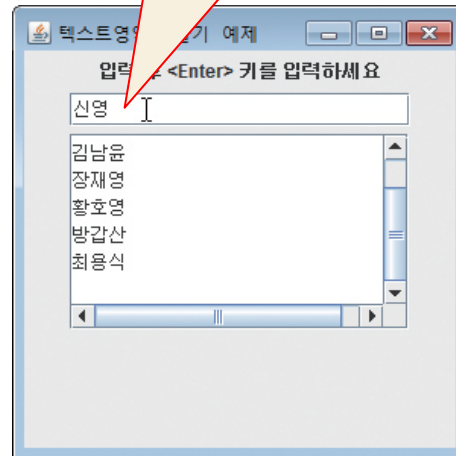 텍스트영 기 예제
입력 <Enter> 키를 입력하세요
신영
김남윤
장재영
황호영
방갑산
최용식